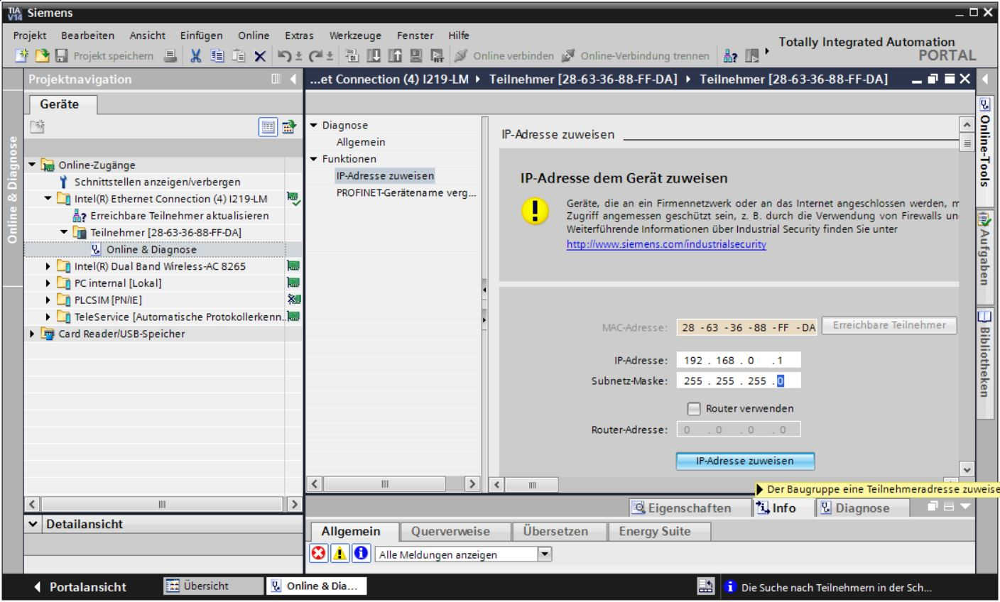 TIA V14 Siemens
Projekt Bearbeiten Ansicht Einfügen Online Extras Werkzeuge Fenster Hilfe
Totally Integrated Automation
PORTAL
Projekt speichern Online verbinden Online-Verbindung trennen
Projektnavigation
...et Connection (4) I219-LM Teilnehmer [28-63-36-88-FF-DA] Teilnehmer [28-63-36-88-FF-DA]
Geräte
Online & Diagnose
Online-Zugänge
Schnittstellen anzeigen/verbergen
Intel(R) Ethernet Connection (4) I219-LM
Erreichbare Teilnehmer aktualisieren
Teilnehmer [28-63-36-88-FF-DA]
Online & Diagnose
Intel(R) Dual Band Wireless-AC 8265
PC internal [Lokal]
PLCSIM [PN/IE]
TeleService [Automatische Protokollerkenn...
Card Reader/USB-Speicher
Detailansicht
Diagnose
Allgemein
Funktionen
IP-Adresse zuweisen
PROFINET-Gerätename verg...
IP-Adresse zuweisen
IP-Adresse dem Gerät zuweisen
Geräte, die an ein Firmennetzwerk oder an das Internet angeschlossen werden, m
Zugriff angemessen geschützt sein, z. B. durch die Verwendung von Firewalls un
Weiterführende Informationen über Industrial Security finden Sie unter
http://www.siemens.com/industrialsecurity
MAC-Adresse: 28 -63 -36 -88 -FF -DA Erreichbare Teilnehmer
IP-Adresse: 192 . 168 . 0 . 1
Subnetz-Maske: 255 . 255 . 255 . 0
Router verwenden
Router-Adresse: 0 . 0 . 0 . 0
IP-Adresse zuweisen
Der Baugruppe eine Teilnehmeradresse zuweise
Eigenschaften Info Diagnose
Allgemein Querverweise Übersetzen Energy Suite
Alle Meldungen anzeigen
Online-Tools
Aufgaben
Bibliotheken
Portalansicht Übersicht Online & Dia... Die Suche nach Teilnehmern in der Sch...